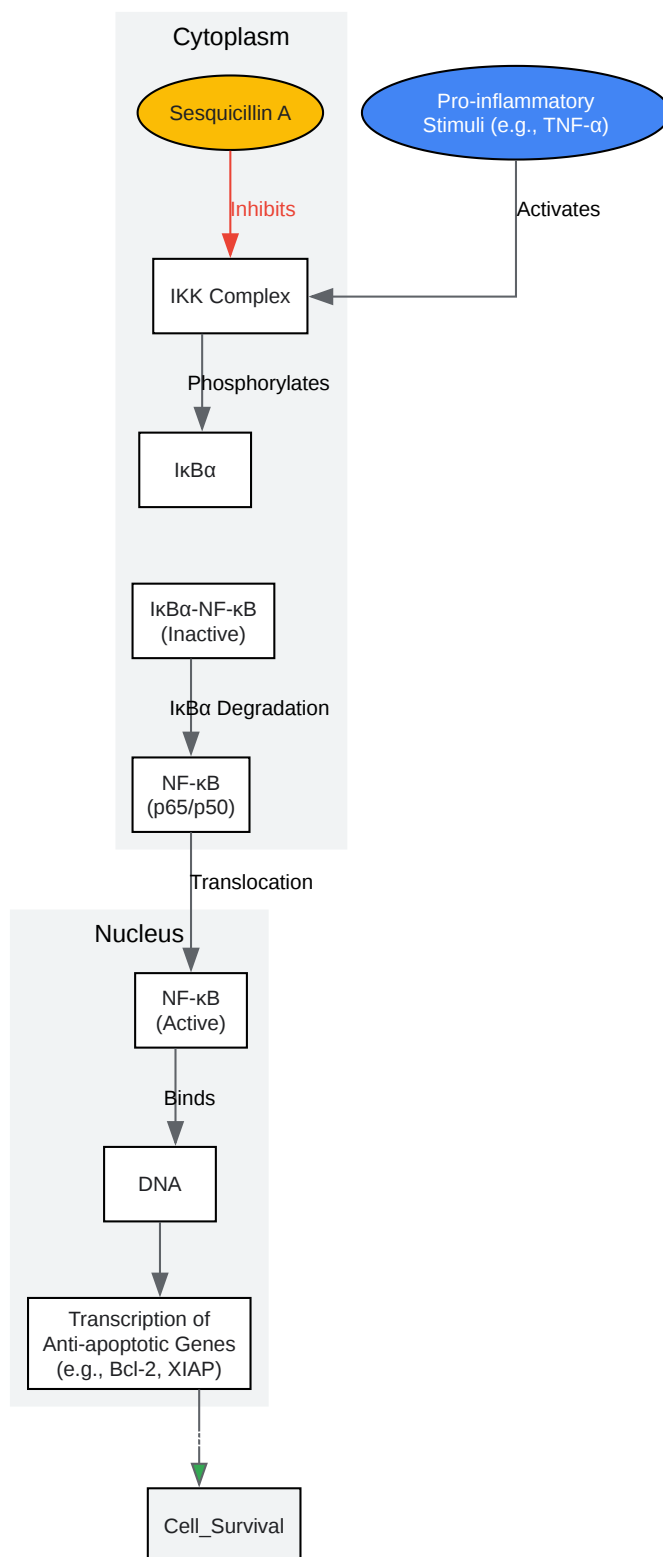 Cytoplasm
Sesquicillin A
Pro-inflammatory
Stimuli (e.g., TNF-α)
Inhibits
Activates
IKK Complex
Phosphorylates
IκBα
IκBα-NF-κB
(Inactive)
IκBα Degradation
NF-κB
(p65/p50)
Translocation
Nucleus
NF-κB
(Active)
Binds
DNA
Transcription of
Anti-apoptotic Genes
(e.g., Bcl-2, XIAP)
Cell_Survival